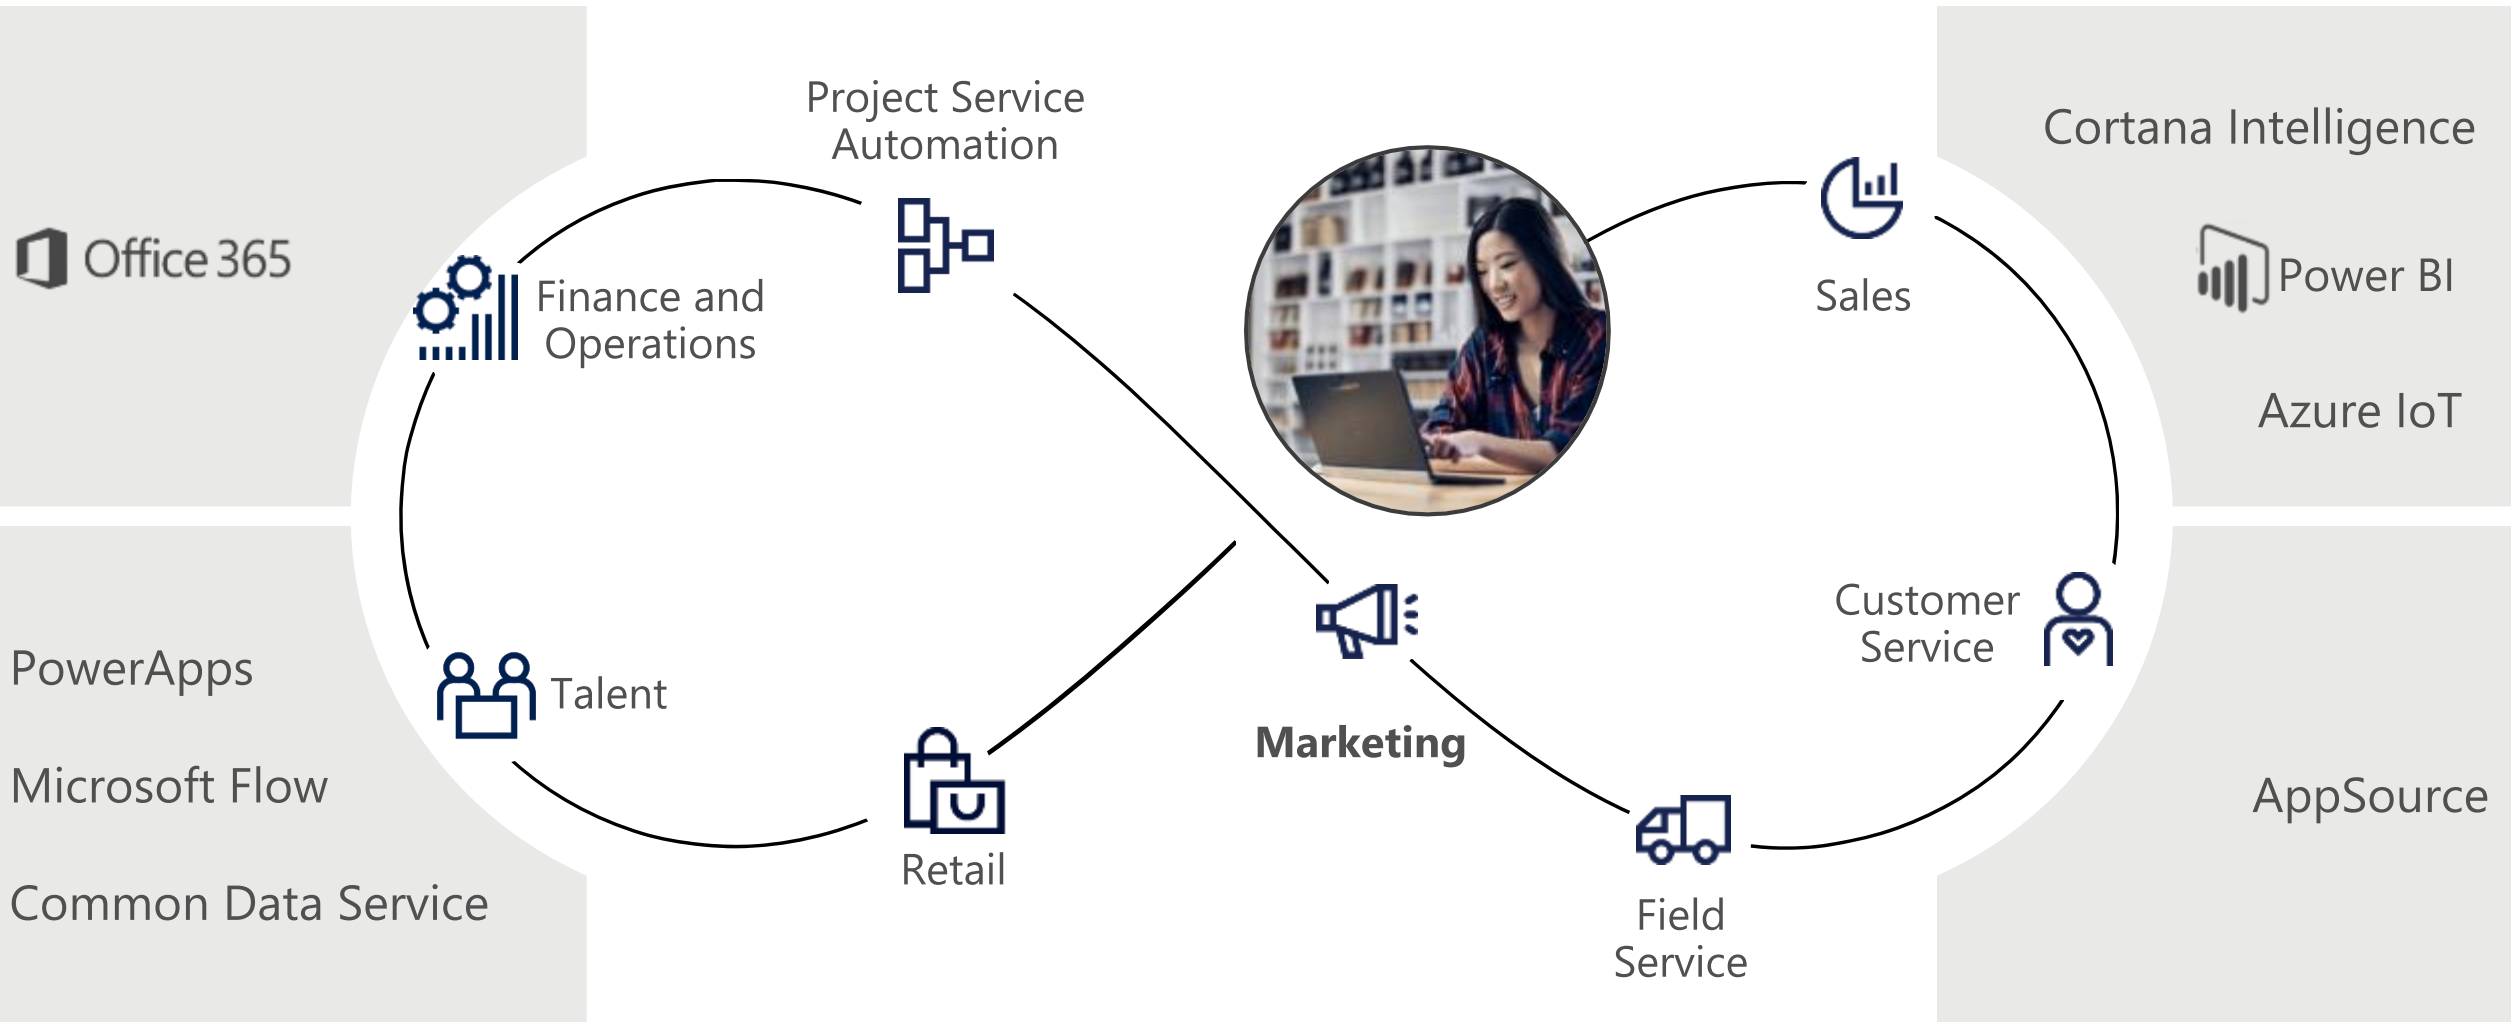 Office 365
PowerApps
Microsoft Flow
Common Data Service
Project Service
Automation
Finance and
Operations
Talent
Retail
Marketing
Sales
Customer
Service
Field
Service
Cortana Intelligence
Power BI
Azure IoT
AppSource